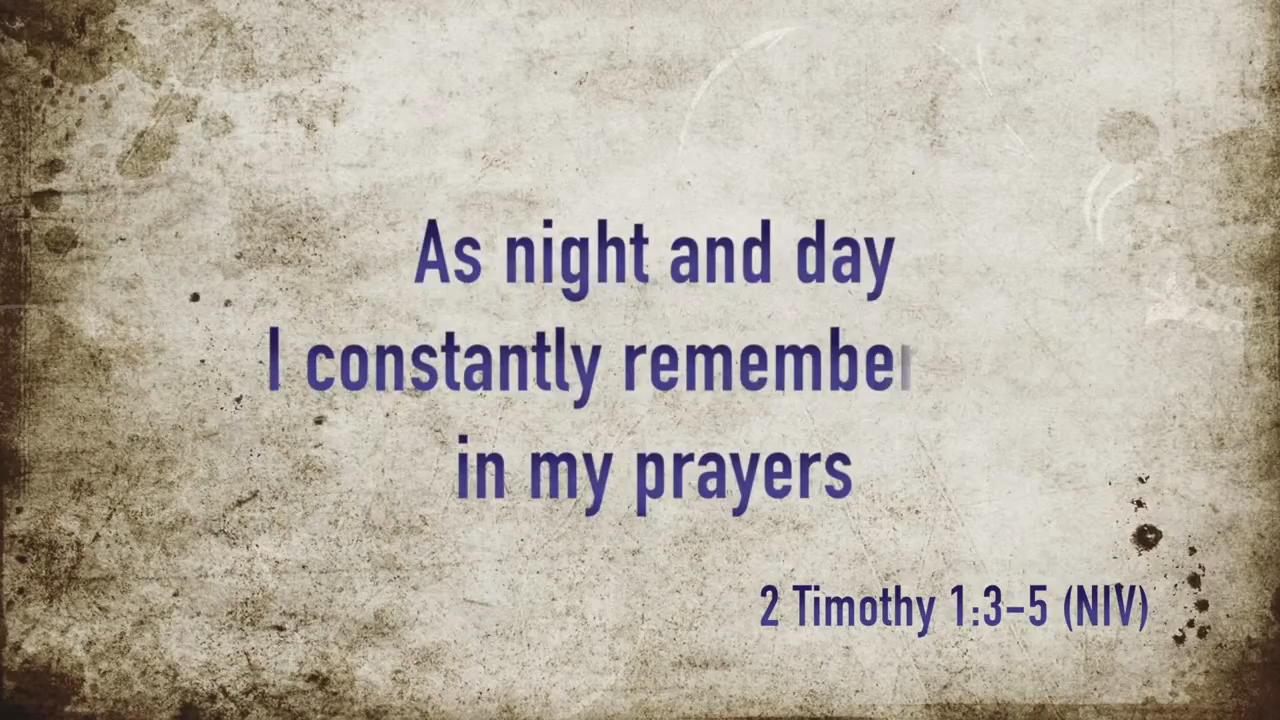 As night and day
I constantly remember
in my prayers
2 Timothy 1:3-5 (NIV)